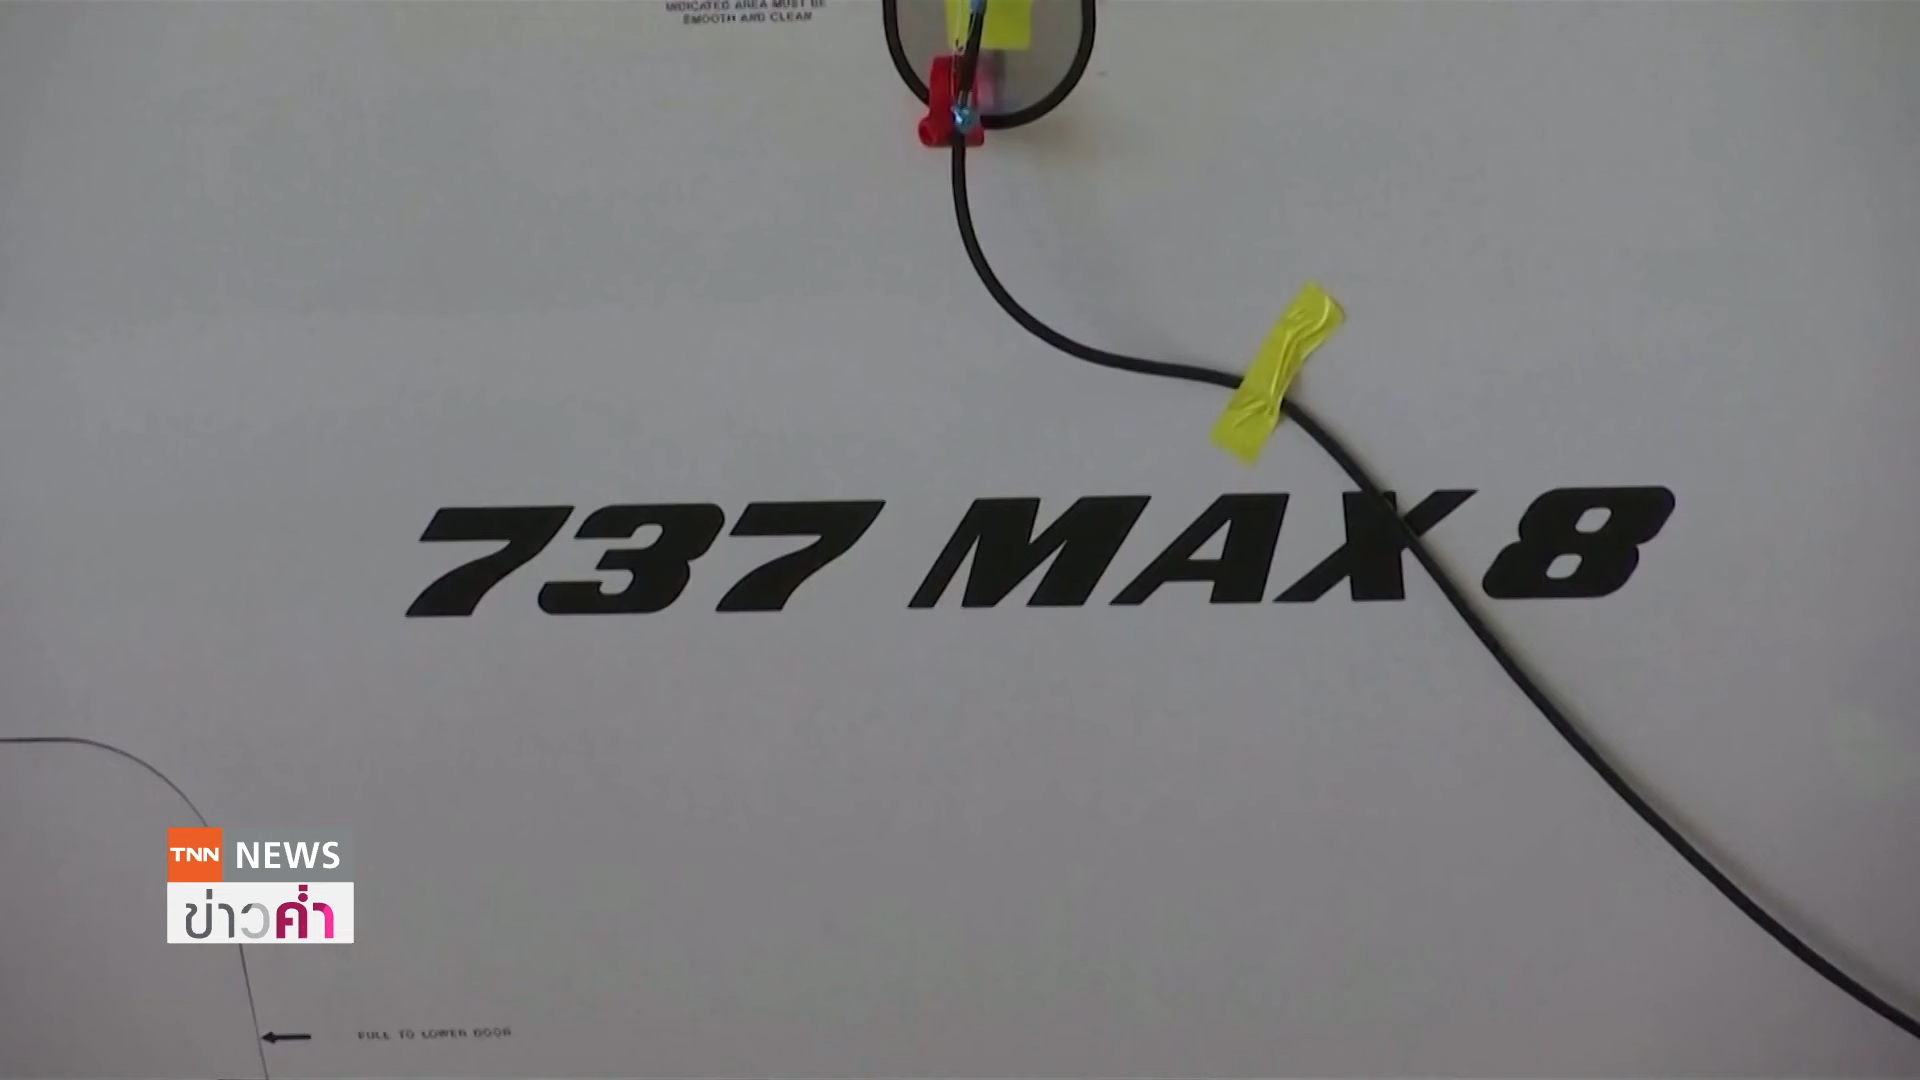 INDICATED AREA MUST BE
SMOOTH AND CLEAN
737 MAX 8
TNN NEWS
ข่าวค่ำ
PULL TO LOWER DOOR